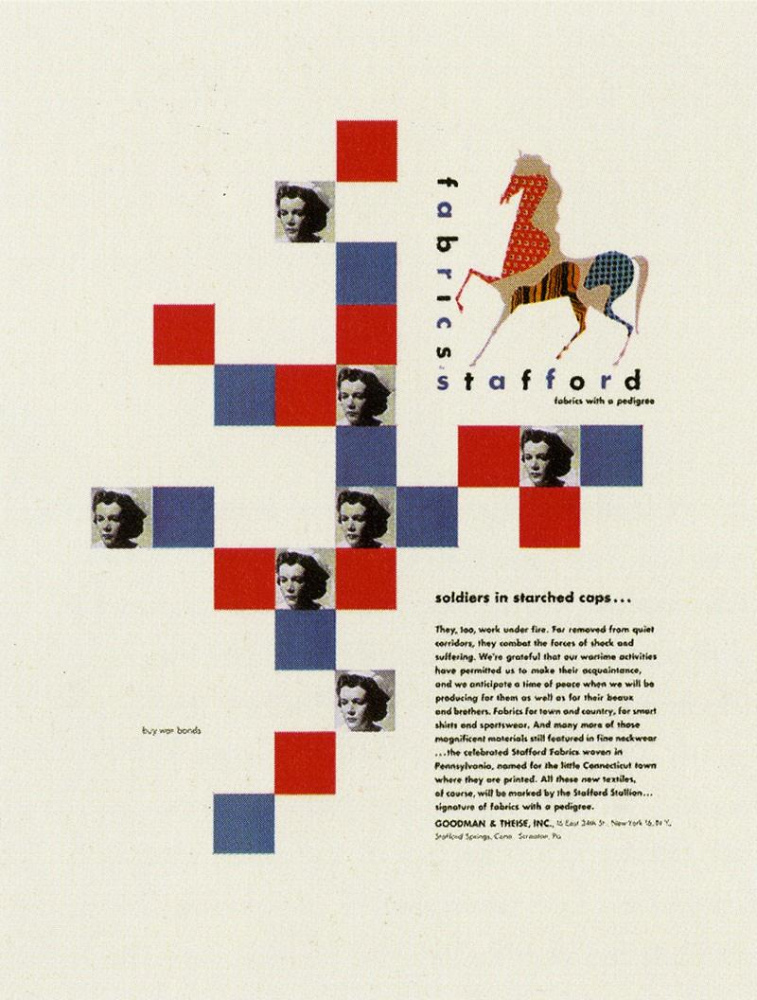 fabrics
stafford
fabrics with a pedigree
soldiers in starched caps...
They, too, work under fire. Far removed from quiet
corridors, they combat the forces of shock and
suffering. We're grateful that our wartime activities
have permitted us to make their acquaintance,
and we anticipate a time of peace when we will be
producing for them as well as for their beaux
and brothers. Fabrics for town and country, for smart
shirts and sportswear. And many more of those
magnificent materials still featured in fine neckwear
...the celebrated Stafford Fabrics woven in
Pennsylvania, named for the little Connecticut town
where they are printed. All these new textiles,
of course, will be marked by the Stafford Stallion...
signature of fabrics with a pedigree.
buy war bonds
GOODMAN & THEISE, INC., 16 East 34th St., New York 16, N.Y.,
Stafford Springs, Conn. Scranton, Pa.